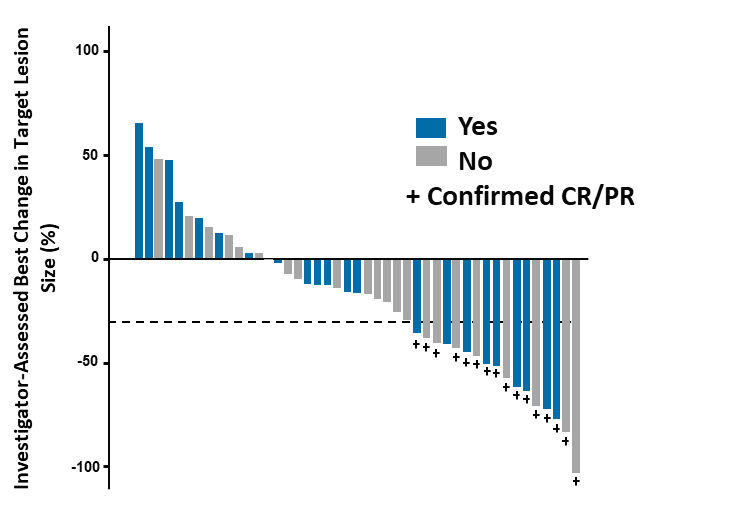 Investigator-Assessed Best Change in Target Lesion
Size (%)
100
50
0
-50
-100
Yes
No
+ Confirmed CR/PR
+ + + + + + + + + + + + + + + +